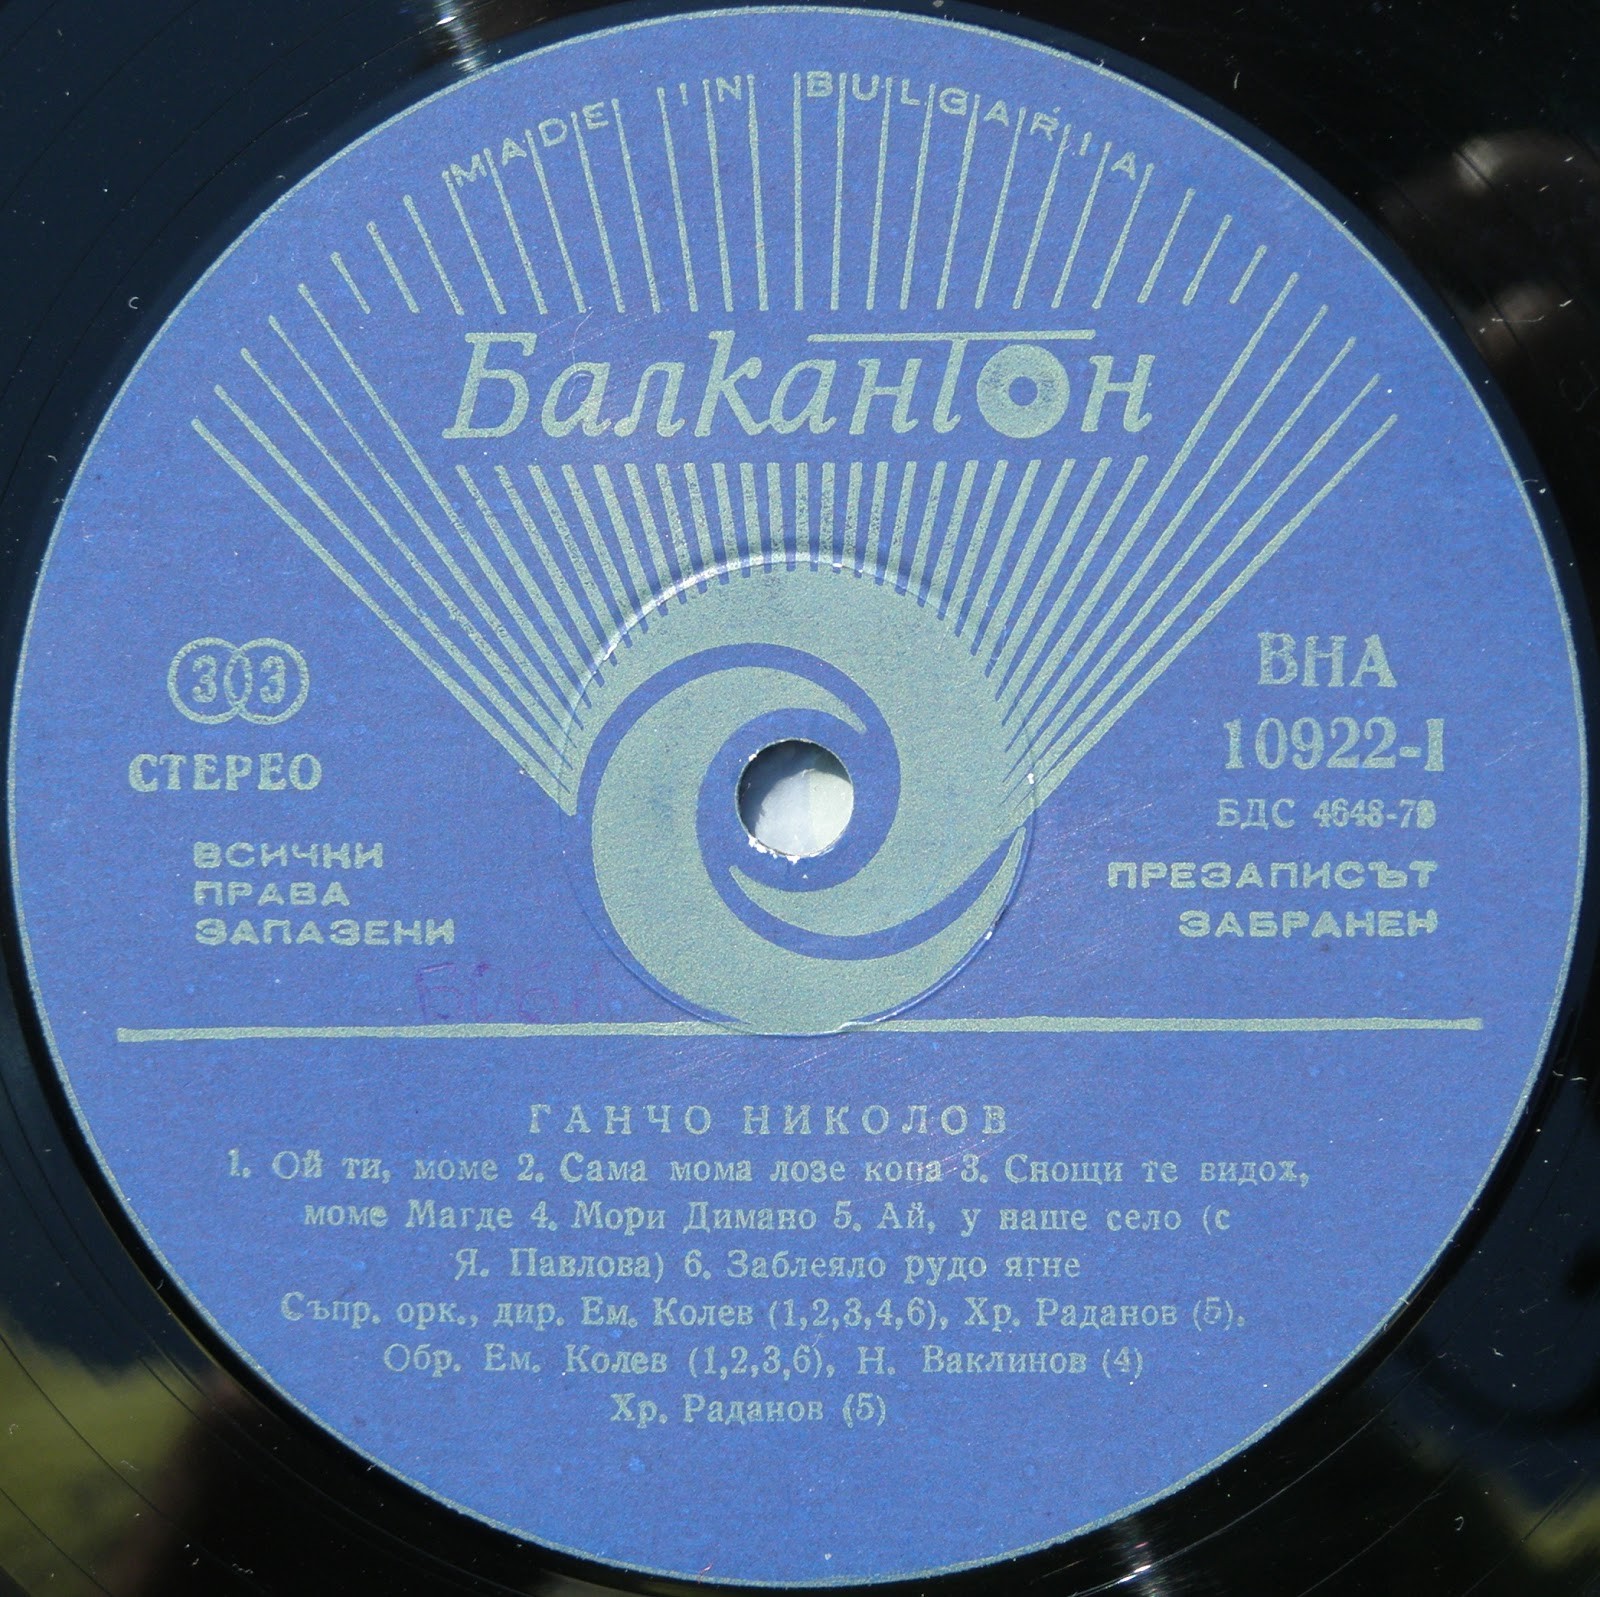 MADE IN BULGARIA
Балкантон
33
СТЕРЕО
ВСИЧКИ
ПРАВА
ЗАПАЗЕНИ
ВНА
10922-I
БДС 4648-
ПРЕЗАПИСЪТ
ЗАБРАНЕН
ГАНЧО НИКОЛОВ
1. Ой ти, моме 2. Сама мома лозе копа 3. Снощи те видох,
моме Магде 4. Мори Димано 5. Ай, у наше село (с
Я. Павлова) 6. Заблеяло рудо ягне
Съпр. орк., дир. Ем. Колев (1,2,3,4,6), Хр. Раданов (5).
Обр. Ем. Колев (1,2,3,6), Н. Ваклинов (4)
Хр. Раданов (5)